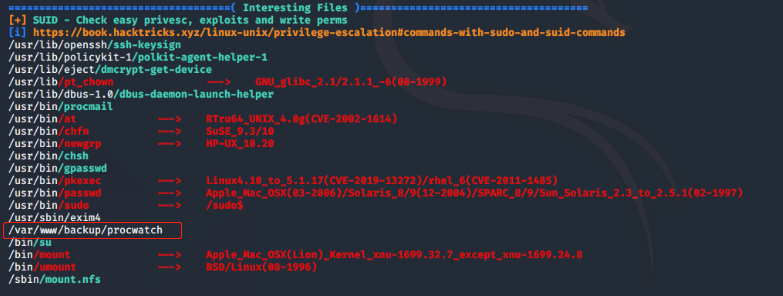 ====================================( Interesting Files )=====================================
[+] SUID - Check easy privesc, exploits and write perms
[i] https://book.hacktricks.xyz/linux-unix/privilege-escalation#commands-with-sudo-and-suid-commands
/usr/lib/openssh/ssh-keysign
/usr/lib/policykit-1/polkit-agent-helper-1
/usr/lib/eject/dmcrypt-get-device
/usr/lib/pt_chown ---> GNU_glibc_2.1/2.1.1_-6(08-1999)
/usr/lib/dbus-1.0/dbus-daemon-launch-helper
/usr/bin/procmail
/usr/bin/at ---> RTru64_UNIX_4.0g(CVE-2002-1614)
/usr/bin/chfn ---> SuSE_9.3/10
/usr/bin/newgrp ---> HP-UX_10.20
/usr/bin/chsh
/usr/bin/gpasswd
/usr/bin/pkexec ---> Linux4.10_to_5.1.17(CVE-2019-13272)/rhel_6(CVE-2011-1485)
/usr/bin/passwd ---> Apple_Mac_OSX(03-2006)/Solaris_8/9(12-2004)/SPARC_8/9/Sun_Solaris_2.3_to_2.5.1(02-1997)
/usr/bin/sudo ---> /sudo$
/usr/sbin/exim4
/var/www/backup/procwatch
/bin/su
/bin/mount ---> Apple_Mac_OSX(Lion)_Kernel_xnu-1699.32.7_except_xnu-1699.24.8
/bin/umount ---> BSD/Linux(08-1996)
/sbin/mount.nfs